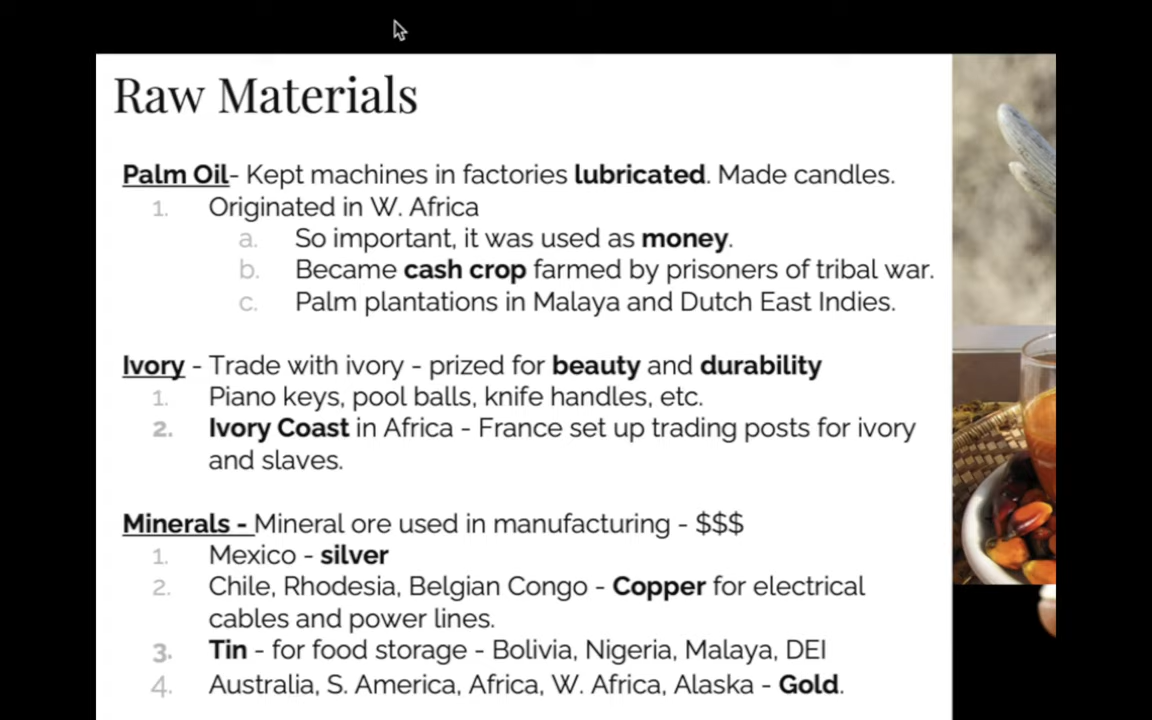 Raw Materials
Palm Oil- Kept machines in factories lubricated. Made candles.
1. Originated in W. Africa
a. So important, it was used as money.
b. Became cash crop farmed by prisoners of tribal war.
c. Palm plantations in Malaya and Dutch East Indies.
Ivory - Trade with ivory - prized for beauty and durability
1. Piano keys, pool balls, knife handles, etc.
2. Ivory Coast in Africa - France set up trading posts for ivory
and slaves.
Minerals - Mineral ore used in manufacturing - $$$
1. Mexico - silver
2. Chile, Rhodesia, Belgian Congo - Copper for electrical
cables and power lines.
3. Tin - for food storage - Bolivia, Nigeria, Malaya, DEI
4. Australia, S. America, Africa, W. Africa, Alaska - Gold.